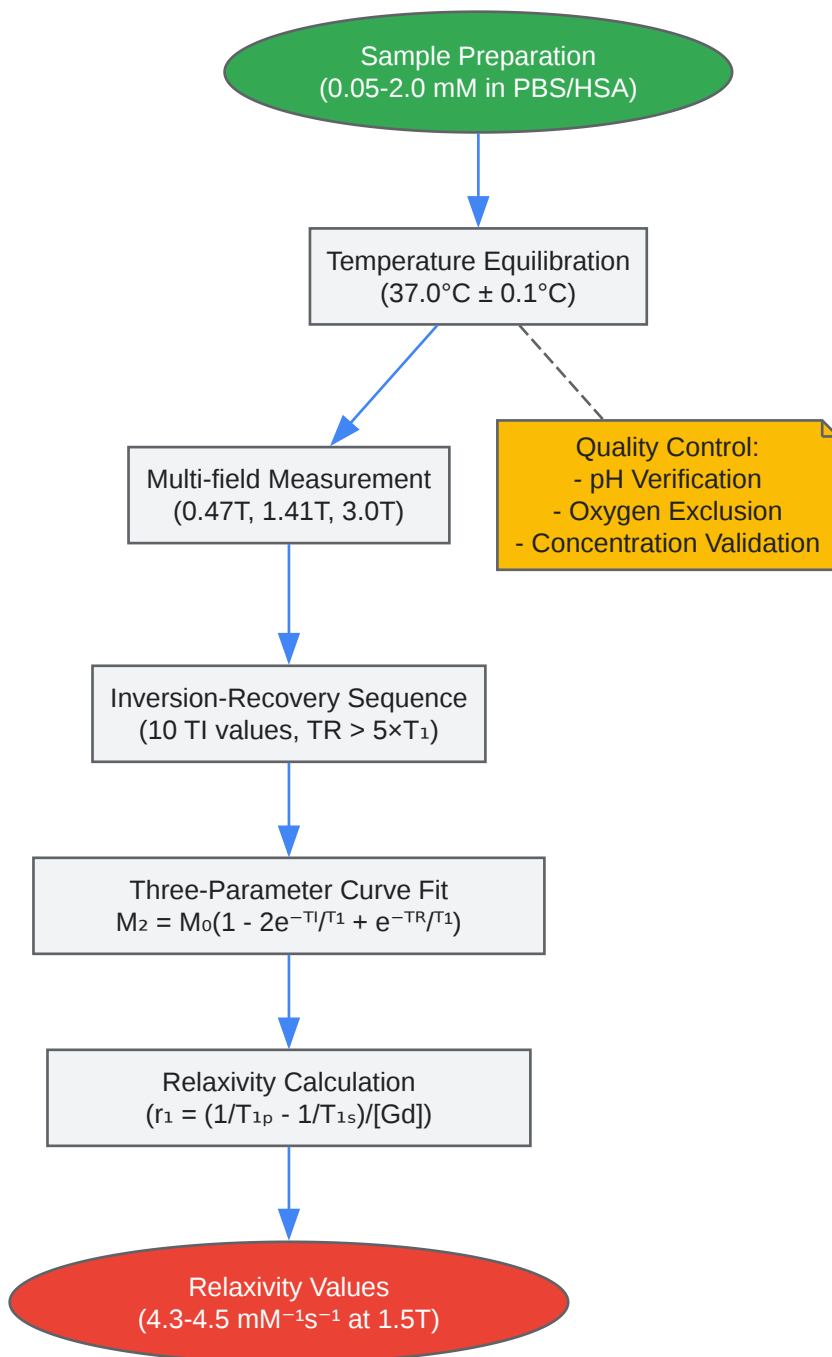 Sample Preparation
(0.05-2.0 mM in PBS/HSA)
Temperature Equilibration
(37.0°C ± 0.1°C)
Multi-field Measurement
(0.47T, 1.41T, 3.0T)
Quality Control:
- pH Verification
- Oxygen Exclusion
- Concentration Validation
Inversion-Recovery Sequence
(10 TI values, TR > 5×T₁)
Three-Parameter Curve Fit
M₂ = M₀(1 - 2e⁻ᵀᴵ/ᵀ¹ + e⁻ᵀᴿ/ᵀ¹)
Relaxivity Calculation
(r₁ = (1/T₁ₚ - 1/T₁ₛ)/[Gd])
Relaxivity Values
(4.3-4.5 mM⁻¹s⁻¹ at 1.5T)